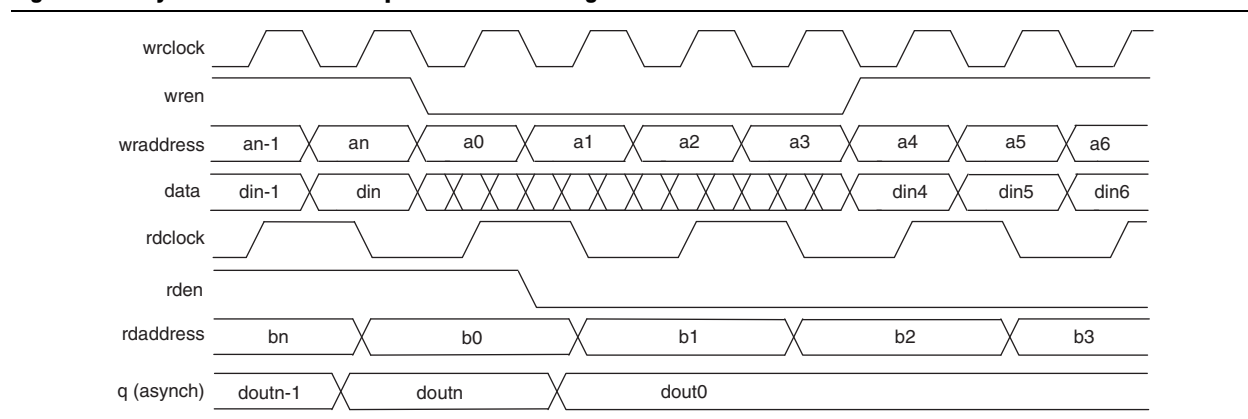 wrclock
wren
wraddress an-1 an a0 a1 a2 a3 a4 a5 a6
data din-1 din din4 din5 din6
rdclock
rden
rdaddress bn b0 b1 b2 b3
q (asynch) doutn-1 doutn dout0